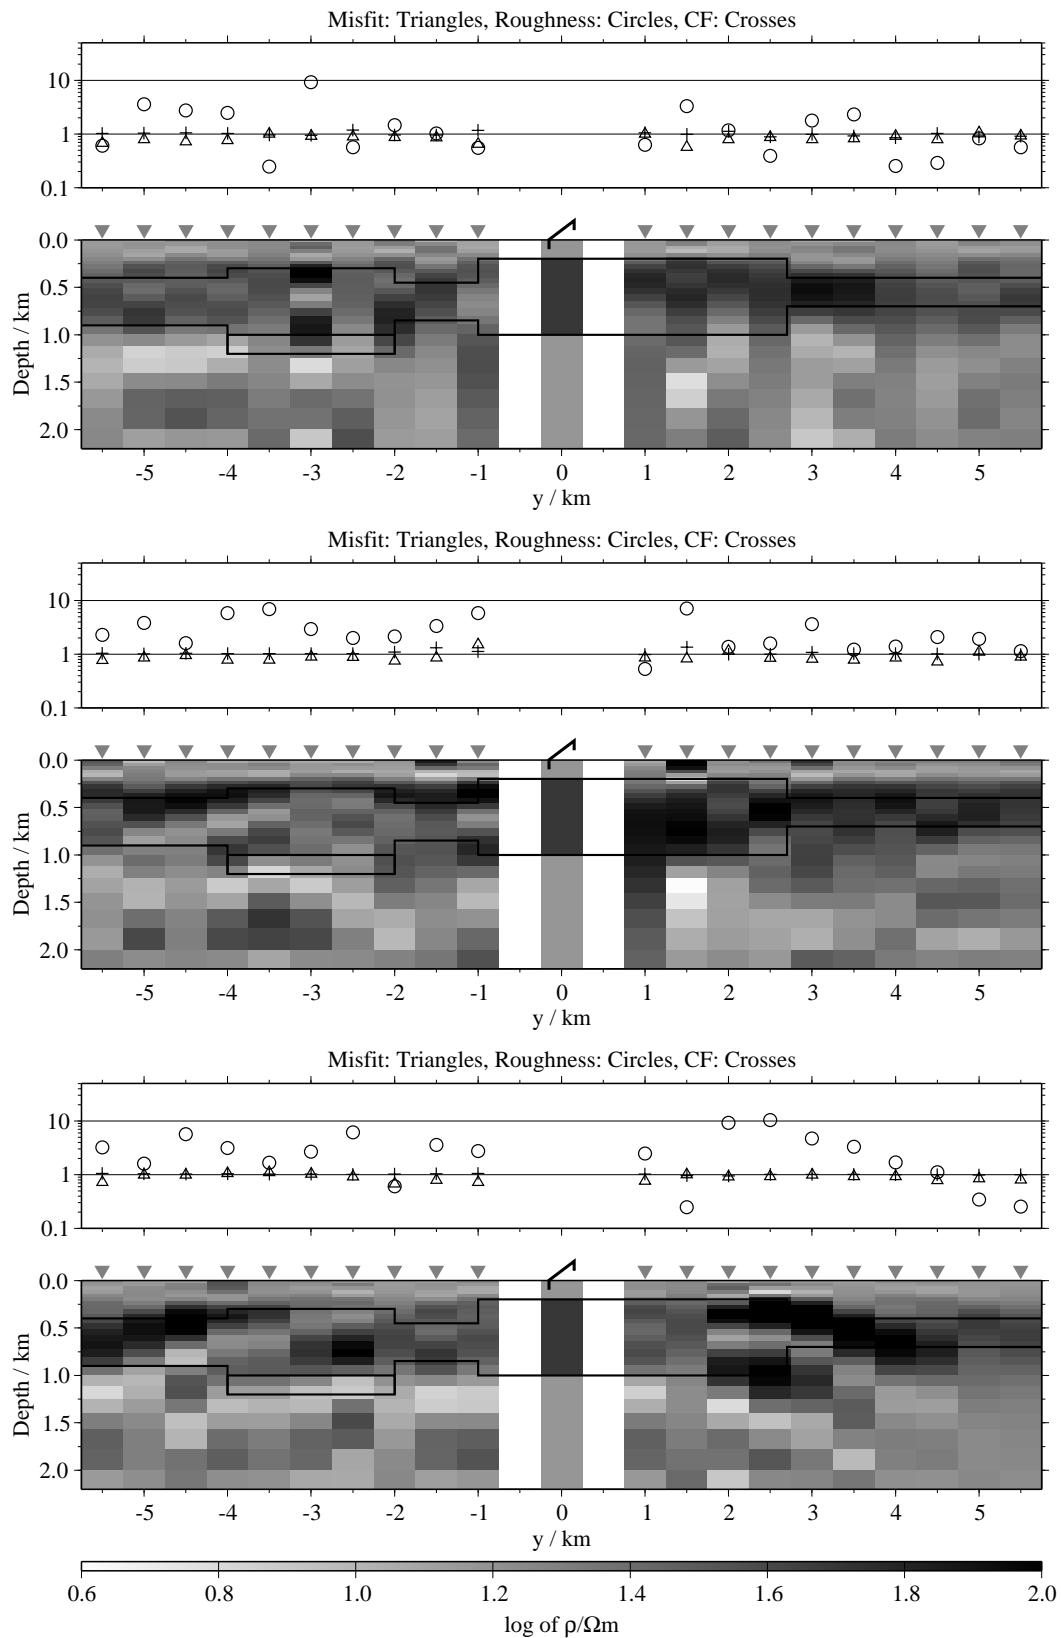 Misfit: Triangles, Roughness: Circles, CF: Crosses
10
1
0.1
0.0
0.5
1.0
1.5
2.0
Depth / km
-5 -4 -3 -2 -1 0 1 2 3 4 5
y / km
Misfit: Triangles, Roughness: Circles, CF: Crosses
10
1
0.1
0.0
0.5
1.0
1.5
2.0
Depth / km
-5 -4 -3 -2 -1 0 1 2 3 4 5
y / km
Misfit: Triangles, Roughness: Circles, CF: Crosses
10
1
0.1
0.0
0.5
1.0
1.5
2.0
Depth / km
-5 -4 -3 -2 -1 0 1 2 3 4 5
y / km
0.6 0.8 1.0 1.2 1.4 1.6 1.8 2.0
log of ρ/Ωm